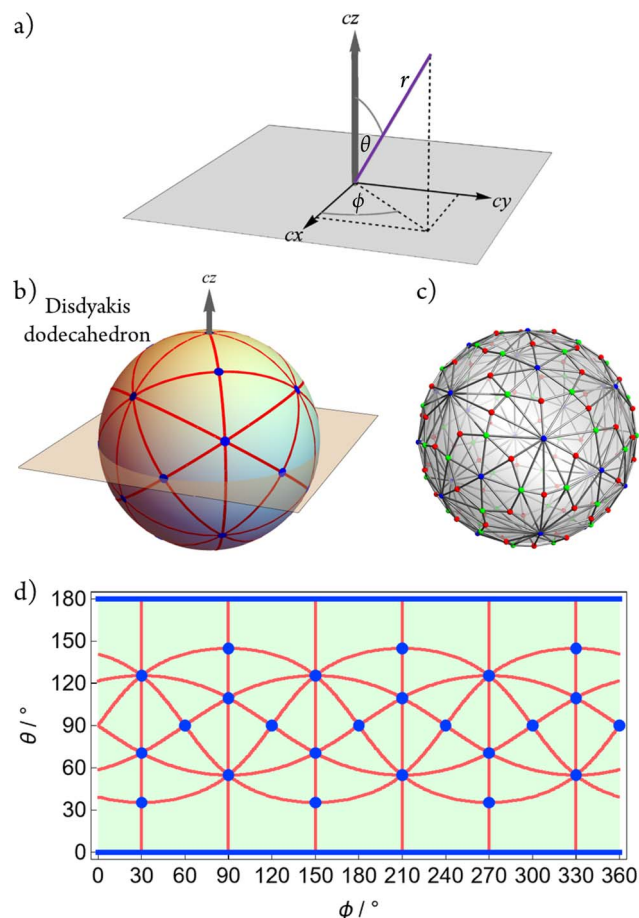 a)
cz
r
θ
ϕ
cy
cx
b)
cz
c)
Disdyakis
dodecahedron
d)
180
150
120
90
60
30
0
θ / °
0 30 60 90 120 150 180 210 240 270 300 330 360
ϕ / °